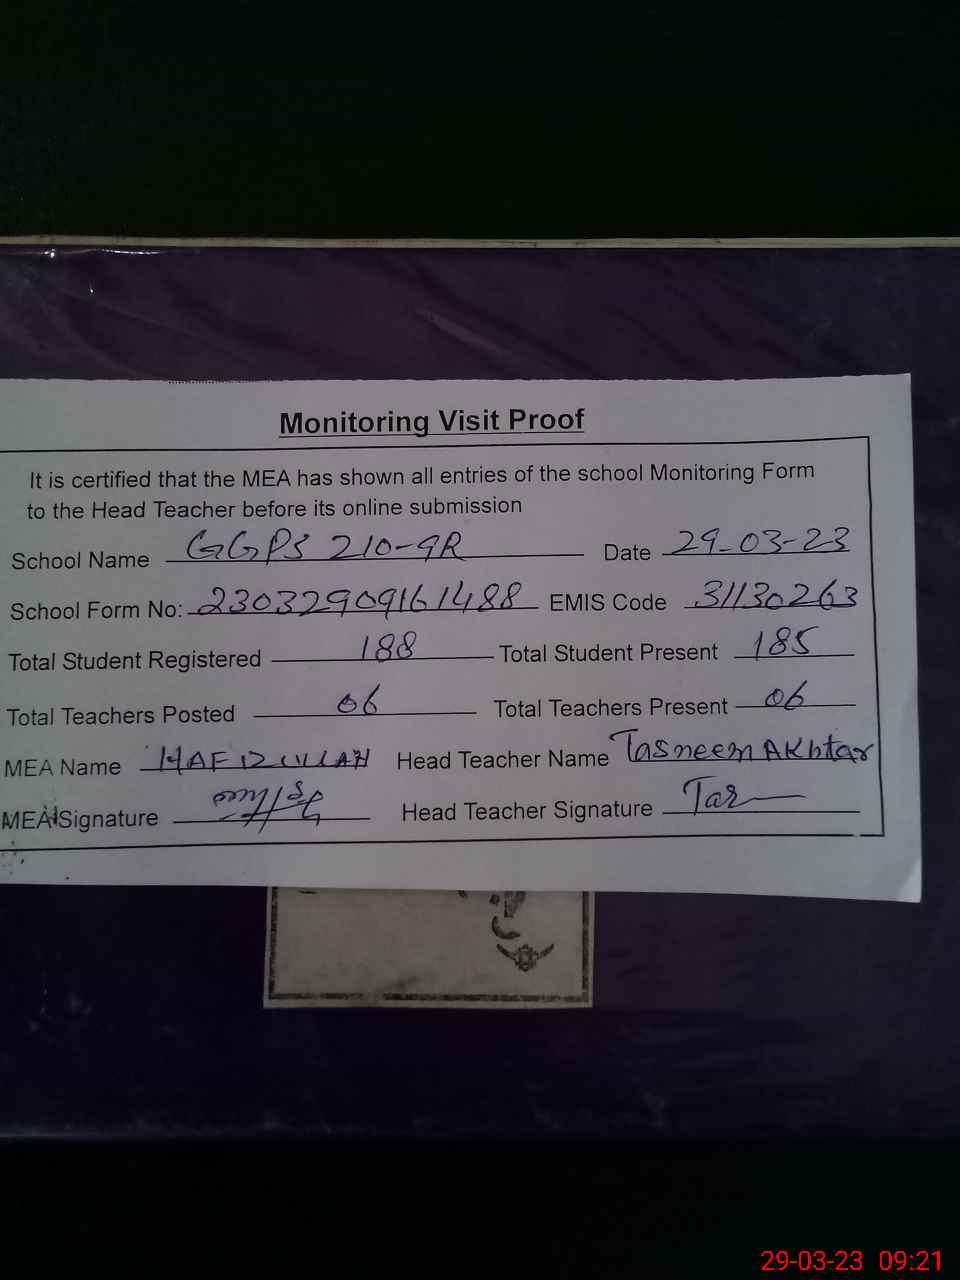 Monitoring Visit Proof
It is certified that the MEA has shown all entries of the school Monitoring Form
to the Head Teacher before its online submission
School Name GGPS 210-9R Date 29-03-23
School Form No: 23032909161488 EMIS Code 31130263
Total Student Registered 188 Total Student Present 185
Total Teachers Posted 06 Total Teachers Present 06
MEA Name Head Teacher Name Tasneem Akhtar
MEA Signature Head Teacher Signature
29-03-23 09:21